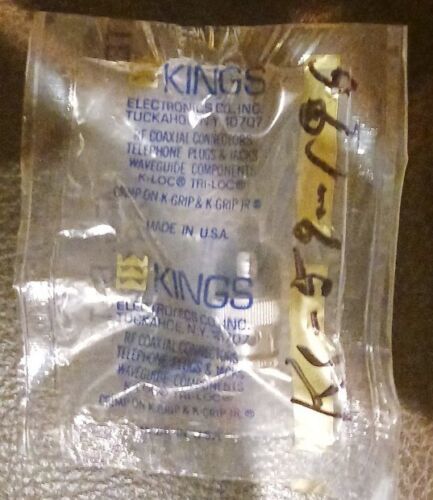 KINGS
ELECTRONICS CO., INC.
TUCKAHOE, N.Y. 10707
RF COAXIAL CONNECTORS
TELEPHONE PLUGS & JACKS
WAVEGUIDE COMPONENTS
K-LOC® TRI-LOC®
CRIMP ON K-GRIP & K-GRIP JR.®
MADE IN U.S.A.
KINGS
ELECTRONICS CO., INC.
TUCKAHOE, N.Y. 10707
RF COAXIAL CONNECTORS
TELEPHONE PLUGS & JACKS
WAVEGUIDE COMPONENTS
K-LOC® TRI-LOC®
CRIMP ON K-GRIP & K-GRIP JR.®
MADE IN U.S.A.